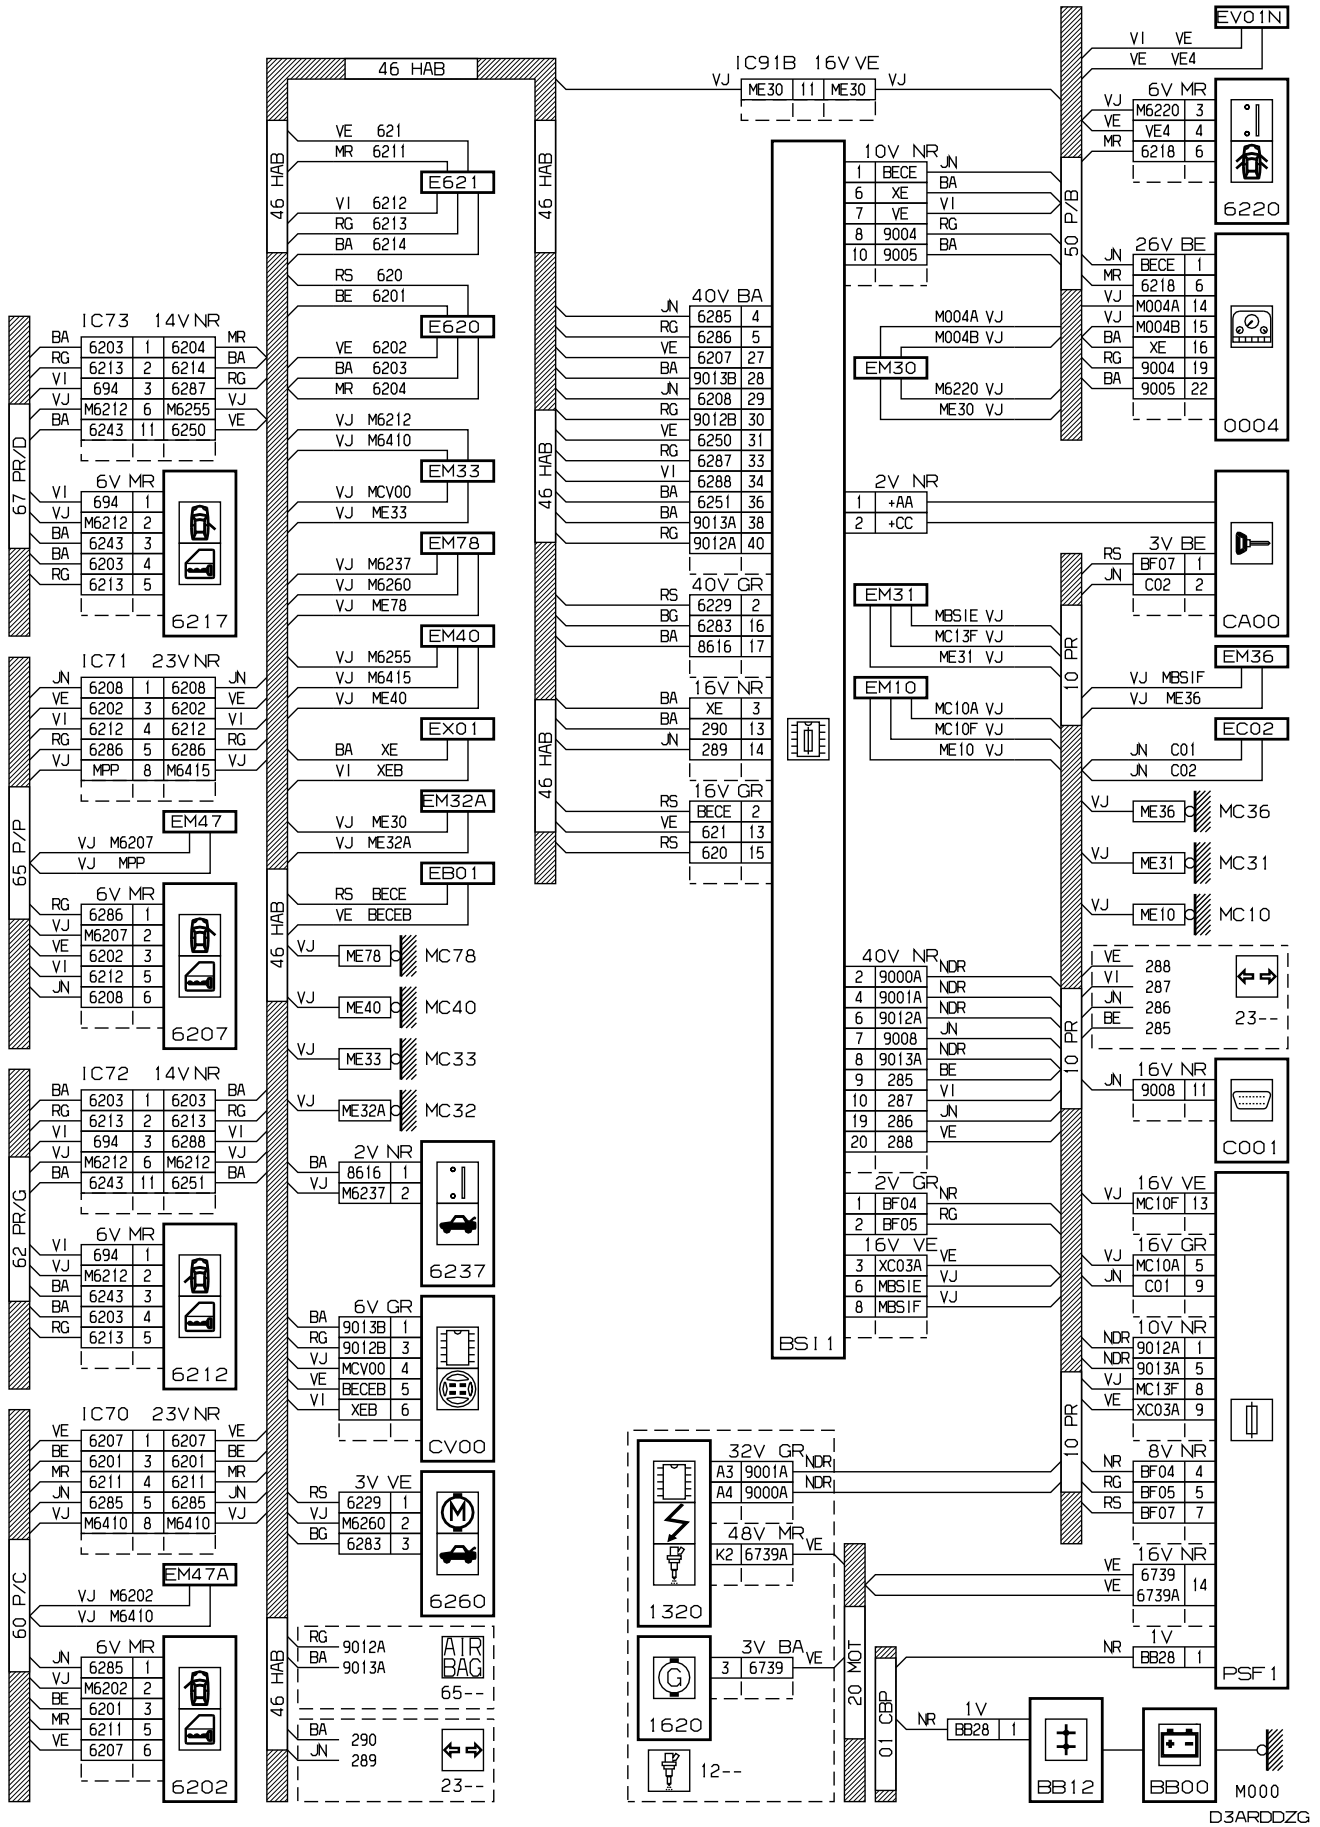 46 HAB
46 HAB
VE 621
MR 6211
E621
VI 6212
RG 6213
BA 6214
RS 620
BE 6201
E620
VE 6202
BA 6203
MR 6204
VJ M6212
VJ M6410
EM33
VJ MCV00
VJ ME33
EM78
VJ M6237
VJ M6260
VJ ME78
EM40
VJ M6255
VJ M6415
VJ ME40
EX01
BA XE
VI XEB
EM32A
VJ ME30
VJ ME32A
EB01
RS BECE
VE BECEB
46 HAB
VJ ME78 MC78
VJ ME40 MC40
VJ ME33 MC33
VJ ME32A MC32
2V NR
BA 8616 1
VJ M6237 2
6237
6V GR
BA 9013B 1
RG 9012B 3
VJ MCV00 4
VE BECEB 5
VI XEB 6
CV00
3V VE
RS 6229 1
VJ M6260 2
BG 6283 3
6260
46 HAB
RG 9012A
BA 9013A
AIR
BAG
65--
BA 290
JN 289
23--
IC73 14V NR
BA 6203 1 6204 MR
RG 6213 2 6214 BA
VI 694 3 6287 RG
VJ M6212 6 M6255 VJ
BA 6243 11 6250 VE
67 PR/D
6V MR
VI 694 1
VJ M6212 2
BA 6243 3
BA 6203 4
RG 6213 5
6217
IC71 23V NR
JN 6208 1 6208 JN
VE 6202 3 6202 VE
VI 6212 4 6212 VI
RG 6286 5 6286 RG
VJ MPP 8 M6415 VJ
65 P/P
EM47
VJ M6207
VJ MPP
6V MR
RG 6286 1
VJ M6207 2
VE 6202 3
VI 6212 5
JN 6208 6
6207
IC72 14V NR
BA 6203 1 6203 BA
RG 6213 2 6213 RG
VI 694 3 6288 VI
VJ M6212 6 M6212 VJ
BA 6243 11 6251 BA
62 PR/G
6V MR
VI 694 1
VJ M6212 2
BA 6243 3
BA 6203 4
RG 6213 5
6212
IC70 23V NR
VE 6207 1 6207 VE
BE 6201 3 6201 BE
MR 6211 4 6211 MR
JN 6285 5 6285 JN
VJ M6410 8 M6410 VJ
60 P/C
EM47A
VJ M6202
VJ M6410
6V MR
JN 6285 1
VJ M6202 2
BE 6201 3
MR 6211 5
VE 6207 6
6202
46 HAB
46 HAB
46 HAB
IC91B 16V VE
VJ ME30 11 ME30 VJ
40V BA
JN 6285 4
RG 6286 5
VE 6207 27
BA 9013B 28
JN 6208 29
RG 9012B 30
VE 6250 31
RG 6287 33
VI 6288 34
BA 6251 36
BA 9013A 38
RG 9012A 40
40V GR
RS 6229 2
BG 6283 16
BA 8616 17
16V NR
BA XE 3
BA 290 13
JN 289 14
16V GR
RS BECE 2
VE 621 13
RS 620 15
BSI1
10V NR
1 BECE JN
6 XE BA
7 VE VI
8 9004 RG
10 9005 BA
EM30
M004A VJ
M004B VJ
M6220 VJ
ME30 VJ
2V NR
1 +AA
2 +CC
EM31
MBSIE VJ
MC13F VJ
ME31 VJ
EM10
MC10A VJ
MC10F VJ
ME10 VJ
40V NR
2 9000A NDR
4 9001A NDR
6 9012A NDR
7 9008 JN
8 9013A NDR
9 285 BE
10 287 VI
19 286 JN
20 288 VE
2V GR
1 BF04 NR
2 BF05 RG
16V VE
3 XC03A VE
6 MBSIE VJ
8 MBSIF VJ
50 P/B
10 PR
10 PR
10 PR
EV01N
VI VE
VE VE4
6V MR
VJ M6220 3
VE VE4 4
MR 6218 6
6220
26V BE
JN BECE 1
MR 6218 6
VJ M004A 14
VJ M004B 15
BA XE 16
RG 9004 19
BA 9005 22
0004
3V BE
RS BF07 1
JN C02 2
CA00
EM36
VJ MBSIF
VJ ME36
EC02
JN C01
JN C02
VJ ME36 MC36
VJ ME31 MC31
VJ ME10 MC10
VE 288
VI 287
JN 286
BE 285
23--
16V NR
JN 9008 11
C001
16V VE
VJ MC10F 13
16V GR
VJ MC10A 5
JN C01 9
10V NR
NDR 9012A 1
NDR 9013A 5
VJ MC13F 8
VE XC03A 9
8V NR
NR BF04 4
RG BF05 5
RS BF07 7
16V NR
VE 6739
VE 6739A
14
1V
NR BB28 1
PSF1
32V GR
A3 9001A NDR
A4 9000A NDR
48V MR
K2 6739A VE
1320
3V BA
3 6739 VE
G
1620
12--
20 MOT
01 CBP
1V
NR BB28 1
BB12
BB00
M000
D3ARDDZG
M